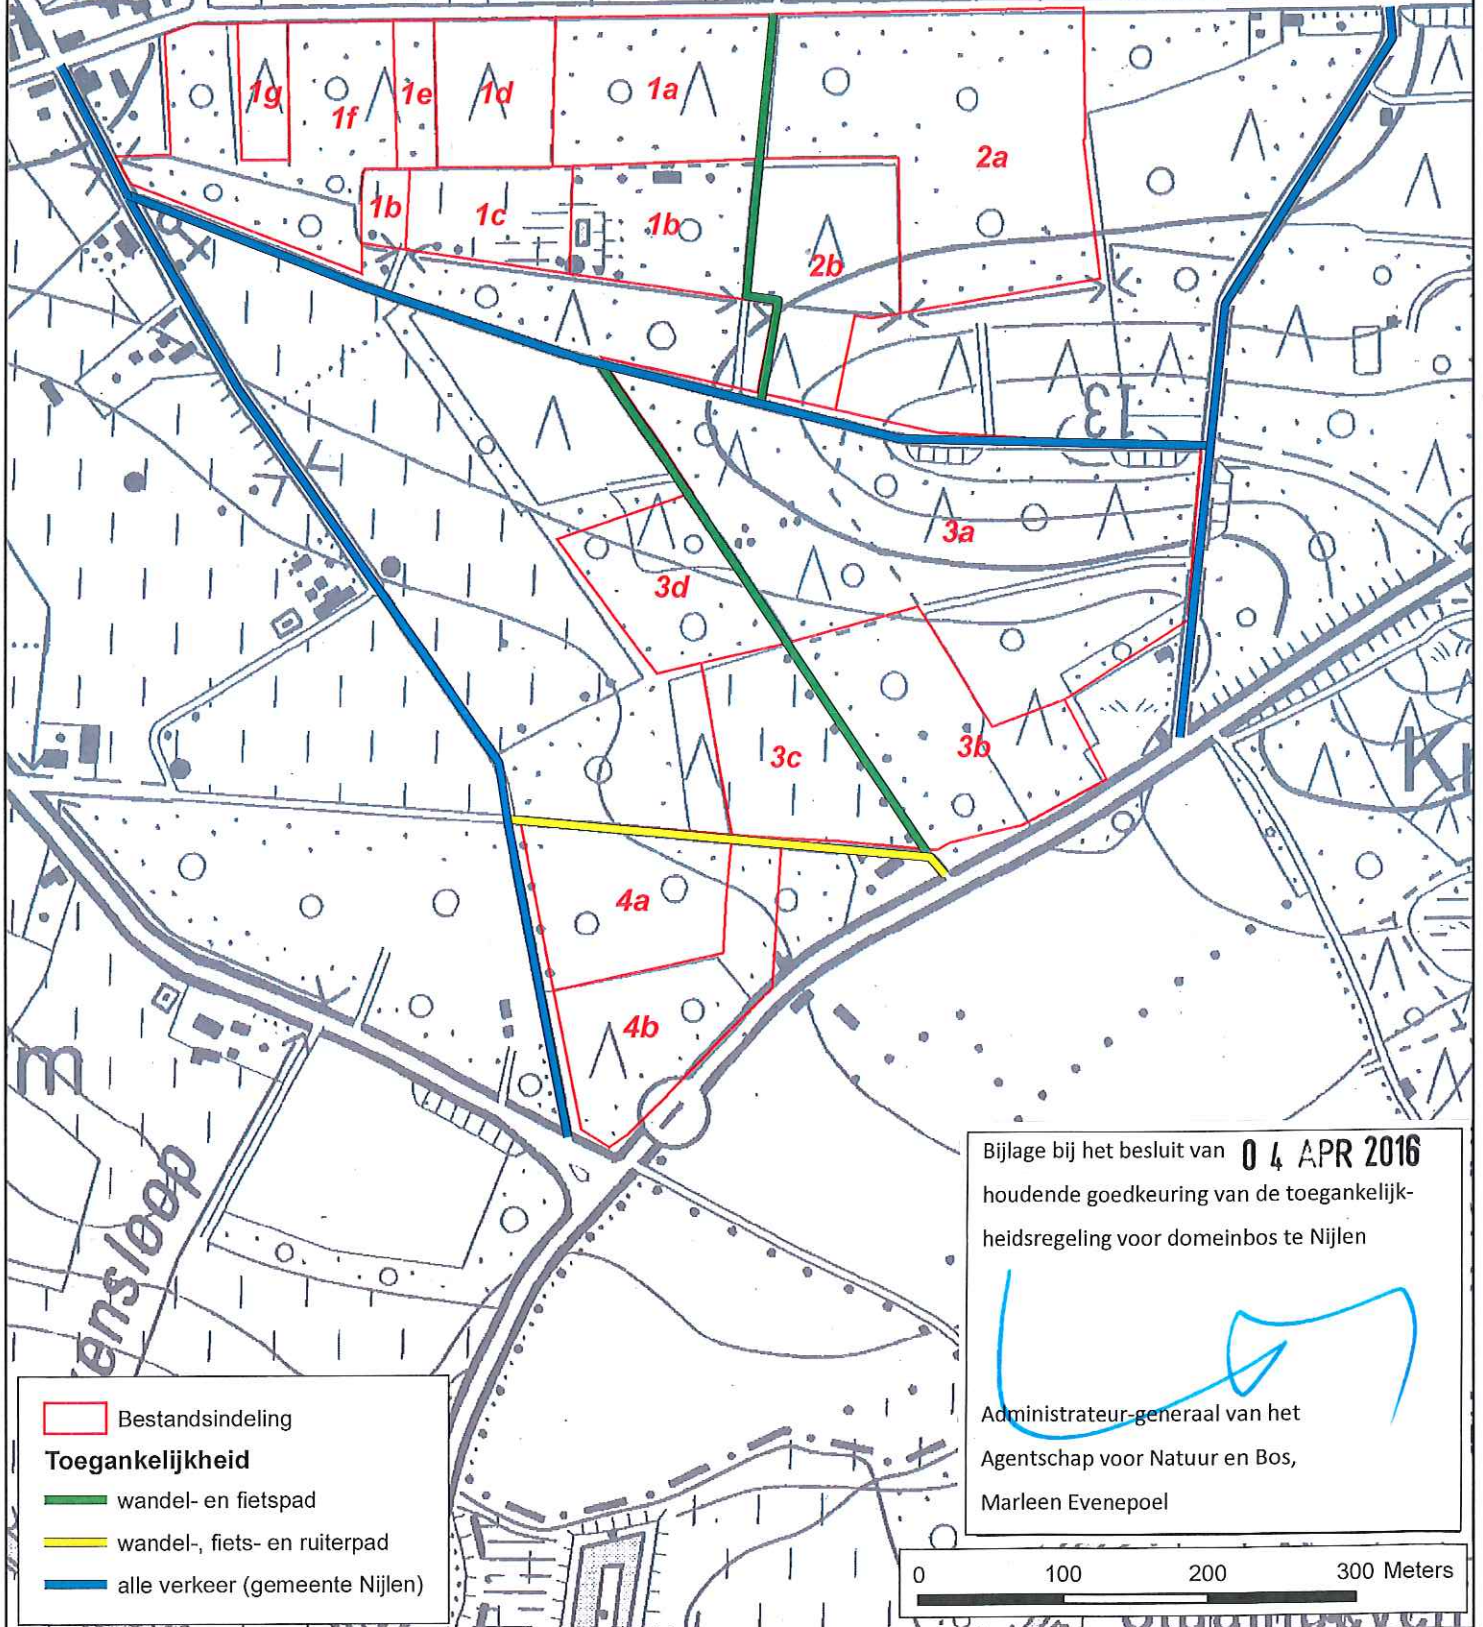 1g
1f
1e
1d
1a
2a
1b
1c
1b
2b
13
3a
3d
3c
3b
4a
4b
m
Bijlage bij het besluit van 04 APR 2016
houdende goedkeuring van de toegankelijk-
heidsregeling voor domeinbos te Nijlen
Administrateur-generaal van het
Agentschap voor Natuur en Bos,
Marleen Evenepoel
Bestandsindeling
Toegankelijkheid
wandel- en fietspad
wandel-, fiets- en ruiterpad
alle verkeer (gemeente Nijlen)
0 100 200 300 Meters